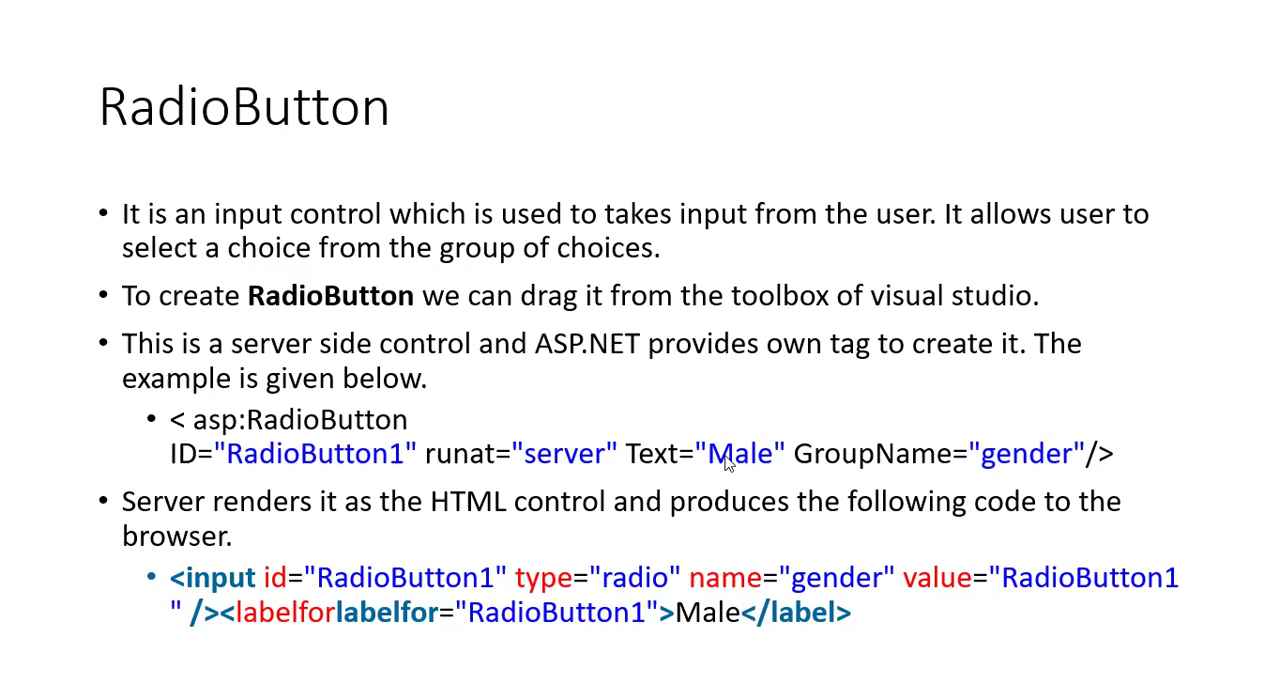 RadioButton
• It is an input control which is used to takes input from the user. It allows user to
select a choice from the group of choices.
• To create RadioButton we can drag it from the toolbox of visual studio.
• This is a server side control and ASP.NET provides own tag to create it. The
example is given below.
• < asp:RadioButton
ID="RadioButton1" runat="server" Text="Male" GroupName="gender"/>
• Server renders it as the HTML control and produces the following code to the
browser.
• <input id="RadioButton1" type="radio" name="gender" value="RadioButton1
" /><labelforlabelfor="RadioButton1">Male</label>